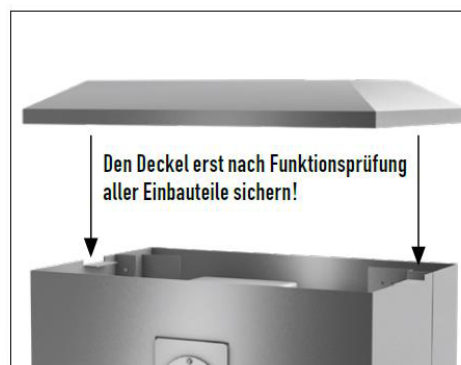 Den Deckel erst nach Funktionsprüfung
aller Einbauteile sichern!